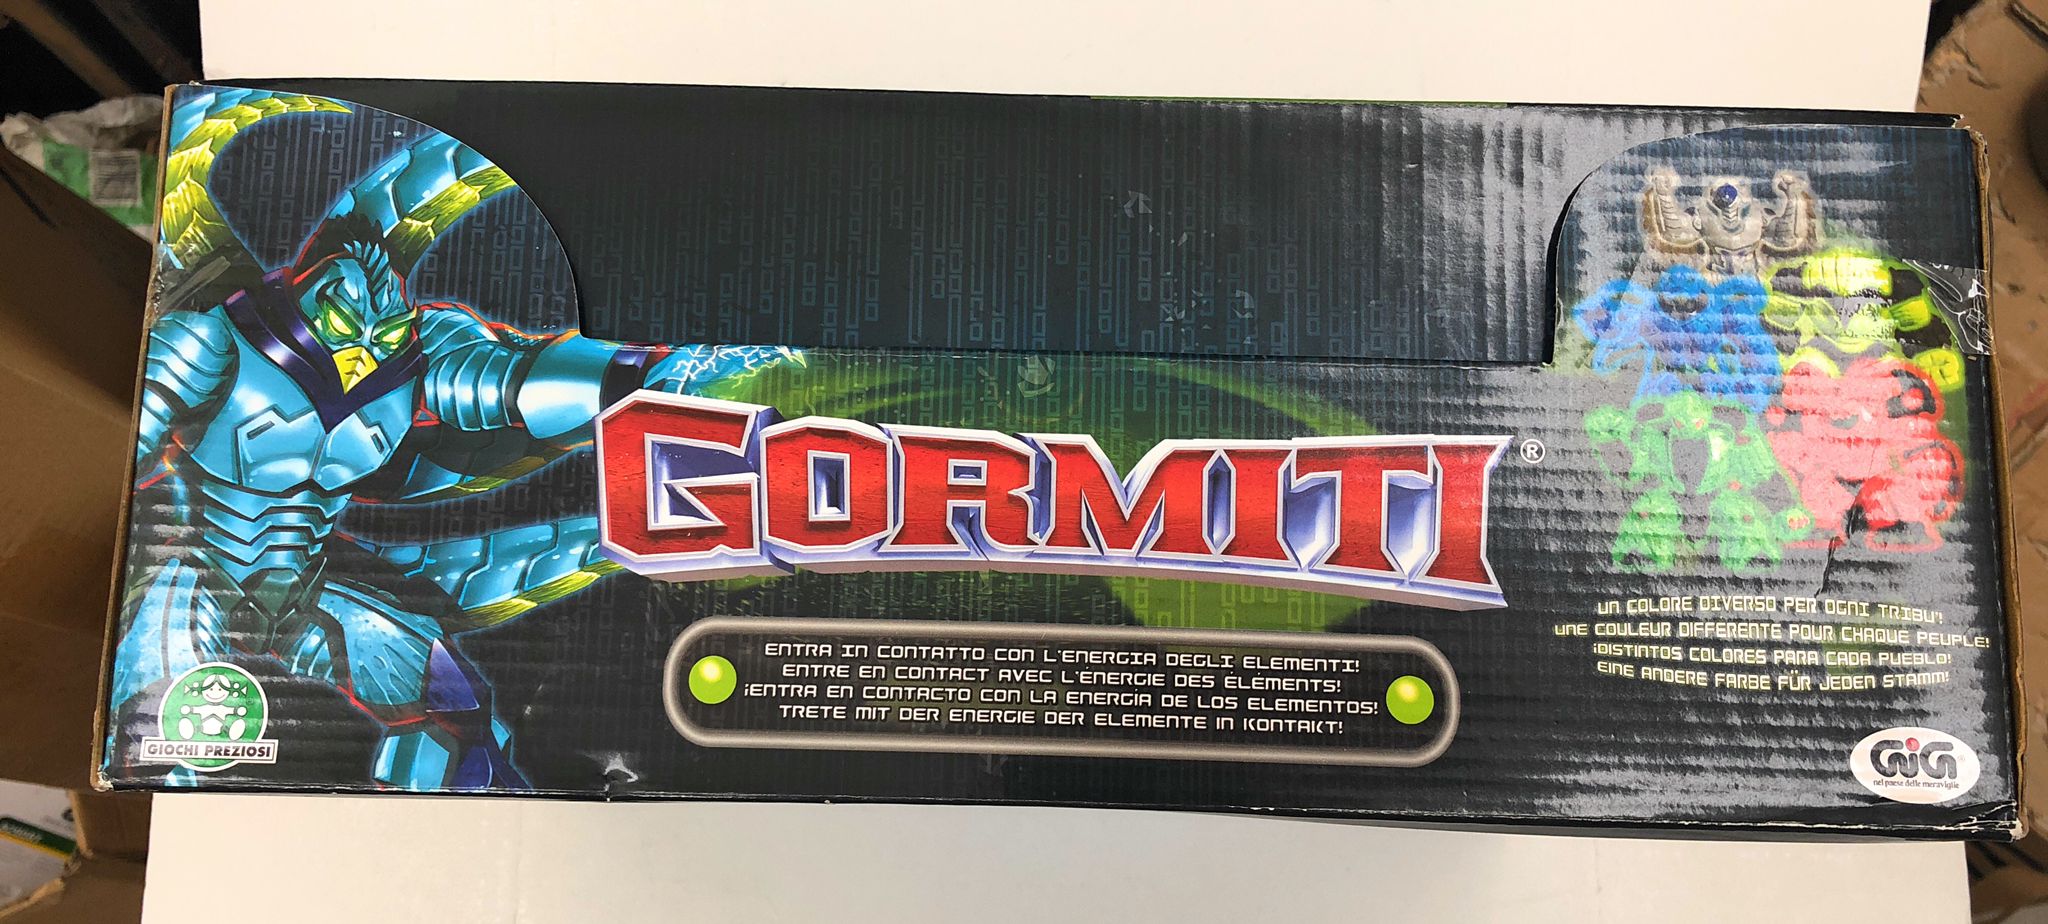 GORMITI®
ENTRA IN CONTATTO CON L'ENERGIA DEGLI ELEMENTI!
ENTRE EN CONTACT AVEC L'ÉNERGIE DES ÉLÉMENTS!
¡ENTRA EN CONTACTO CON LA ENERGÍA DE LOS ELEMENTOS!
TRETE MIT DER ENERGIE DER ELEMENTE IN KONTAKT!
UN COLORE DIVERSO PER OGNI TRIBU'!
UNE COULEUR DIFFERENTE POUR CHAQUE PEUPLE!
¡DISTINTOS COLORES PARA CADA PUEBLO!
EINE ANDERE FARBE FÜR JEDEN STAMM!
GIOCHI PREZIOSI
GiG
nel paese delle meraviglie